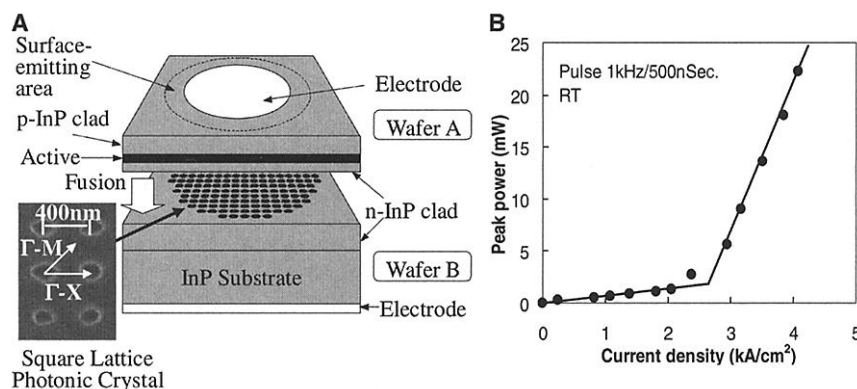 A
Surface-
emitting
area
Electrode
p-InP clad
Wafer A
Active
Fusion
n-InP clad
400nm
Γ-M
Γ-X
InP Substrate
Wafer B
Electrode
Square Lattice
Photonic Crystal
B
25
20
15
10
5
0
Peak power (mW)
Pulse 1kHz/500nSec.
RT
0 1 2 3 4 5
Current density (kA/cm²)